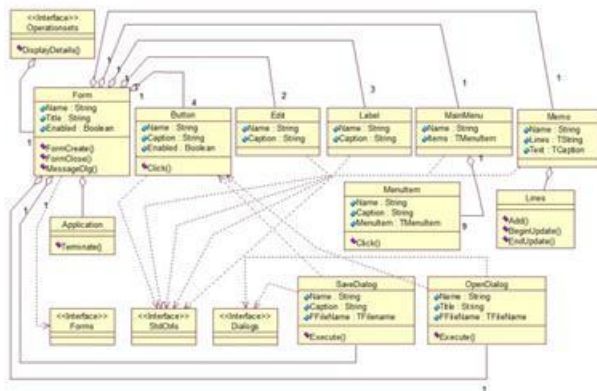 <<Interface>>
Operationsets
DisplayDetails()
Form
Name : String
Title : String
Enabled : Boolean
FormCreate()
FormClose()
MessageDlg()
Button
Name : String
Caption : String
Enabled : Boolean
Click()
Edit
Name : String
Caption : String
Label
Name : String
Caption : String
MainMenu
Name : String
Items : TMenuItem
Memo
Name : String
Lines : TString
Text : TCaption
1
1
1
1
1
4
2
3
1
1
1
1
1
1
Application
Terminate()
MenuItem
Name : String
Caption : String
MenuItem : TMenuItem
Click()
9
Lines
Add()
BeginUpdate()
EndUpdate()
<<Interface>>
Forms
<<Interface>>
StdCtrls
<<Interface>>
Dialogs
SaveDialog
Name : String
Caption : String
FFileName : TFilename
Execute()
OpenDialog
Name : String
Title : String
FFileName : TFileName
Execute()
1